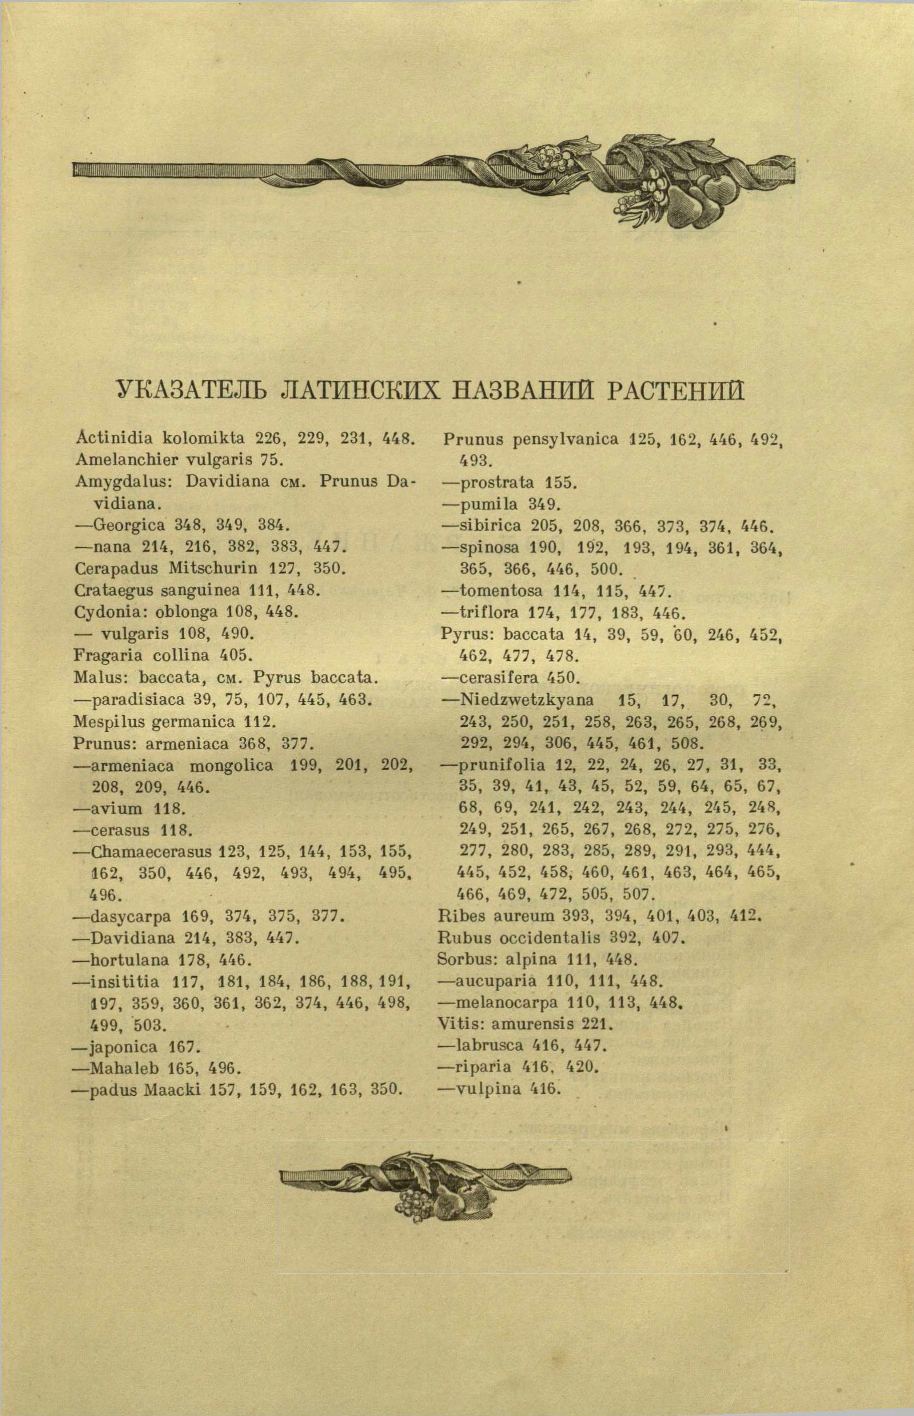 УКАЗАТЕЛЬ ЛАТИНСКИХ НАЗВАНИЙ РАСТЕНИЙ
Actinidia kolomikta 226, 229, 231, 448.
Amelanchier vulgaris 75.
Amygdalus: Davidiana см. Prunus Da-
vidiana.
—Georgica 348, 349, 384.
—nana 214, 216, 382, 383, 447.
Cerapadus Mitschurin 127, 350.
Crataegus sanguinea 111, 448.
Cydonia: oblonga 108, 448.
— vulgaris 108, 490.
Fragaria collina 405.
Malus: baccata, см. Pyrus baccata.
—paradisiaca 39, 75, 107, 445, 463.
Mespilus germanica 112.
Prunus: armeniaca 368, 377.
—armeniaca mongolica 199, 201, 202,
208, 209, 446.
—avium 118.
—cerasus 118.
—Chamaecerasus 123, 125, 144, 153, 155,
162, 350, 446, 492, 493, 494, 495,
496.
—dasycarpa 169, 374, 375, 377.
—Davidiana 214, 383, 447.
—hortulana 178, 446.
—insititia 117, 181, 184, 186, 188, 191,
197, 359, 360, 361, 362, 374, 446, 498,
499, 503.
—japonica 167.
—Mahaleb 165, 496.
—padus Maacki 157, 159, 162, 163, 350.
Prunus pensylvanica 125, 162, 446, 492,
493.
—prostrata 155.
—pumila 349.
—sibirica 205, 208, 366, 373, 374, 446.
—spinosa 190, 192, 193, 194, 361, 364,
365, 366, 446, 500.
—tomentosa 114, 115, 447.
—triflora 174, 177, 183, 446.
Pyrus: baccata 14, 39, 59, 60, 246, 452,
462, 477, 478.
—cerasifera 450.
—Niedzwetzkyana 15, 17, 30, 72,
243, 250, 251, 258, 263, 265, 268, 269,
292, 294, 306, 445, 461, 508.
—prunifolia 12, 22, 24, 26, 27, 31, 33,
35, 39, 41, 43, 45, 52, 59, 64, 65, 67,
68, 69, 241, 242, 243, 244, 245, 248,
249, 251, 265, 267, 268, 272, 275, 276,
277, 280, 283, 285, 289, 291, 293, 444,
445, 452, 458, 460, 461, 463, 464, 465,
466, 469, 472, 505, 507.
Ribes aureum 393, 394, 401, 403, 412.
Rubus occidentalis 392, 407.
Sorbus: alpina 111, 448.
—aucuparia 110, 111, 448.
—melanocarpa 110, 113, 448.
Vitis: amurensis 221.
—labrusca 416, 447.
—riparia 416, 420.
—vulpina 416.